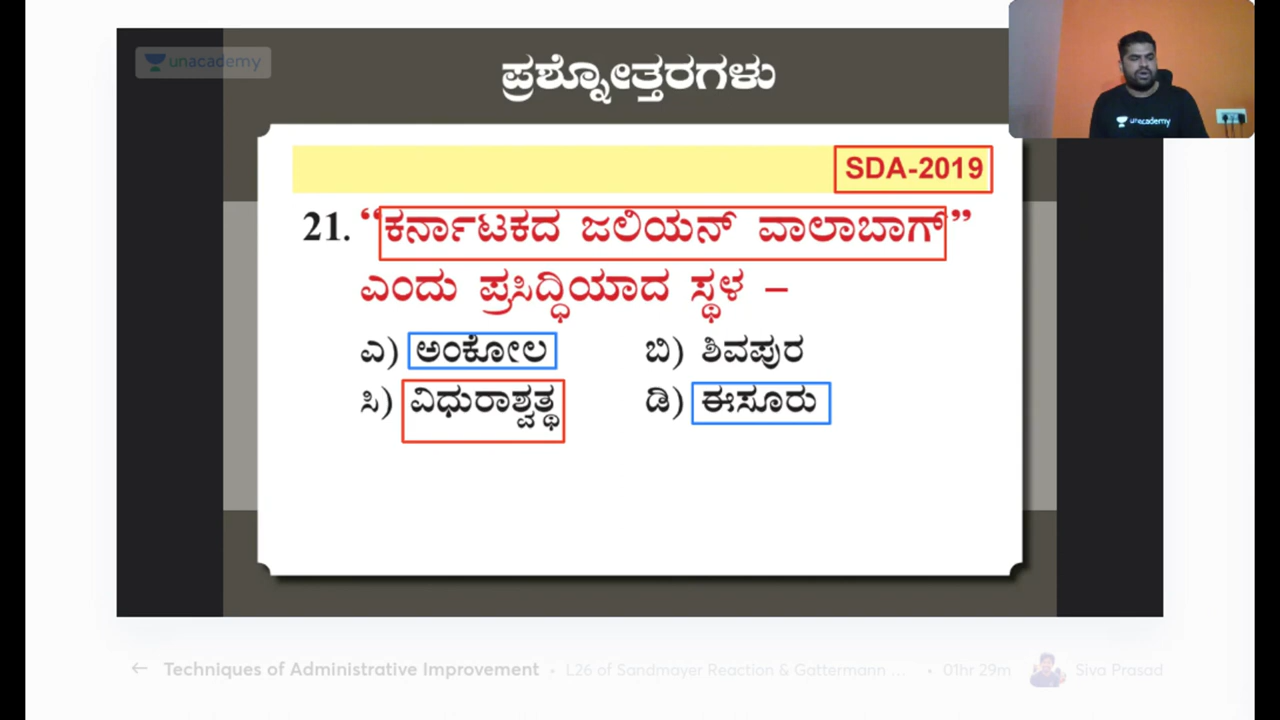 unacademy
ಪ್ರಶ್ನೋತ್ತರಗಳು
unacademy
SDA-2019
21. “ಕರ್ನಾಟಕದ ಜಲಿಯನ್ ವಾಲಾಬಾಗ್”
ಎಂದು ಪ್ರಸಿದ್ಧಿಯಾದ ಸ್ಥಳ –
ಎ) ಅಂಕೋಲ ಬಿ) ಶಿವಪುರ
ಸಿ) ವಿಧುರಾಶ್ವತ್ಥ ಡಿ) ಈಸೂರು
← Techniques of Administrative Improvement • L26 of Sandmayer Reaction & Gattermann ... • 01hr 29m Siva Prasad